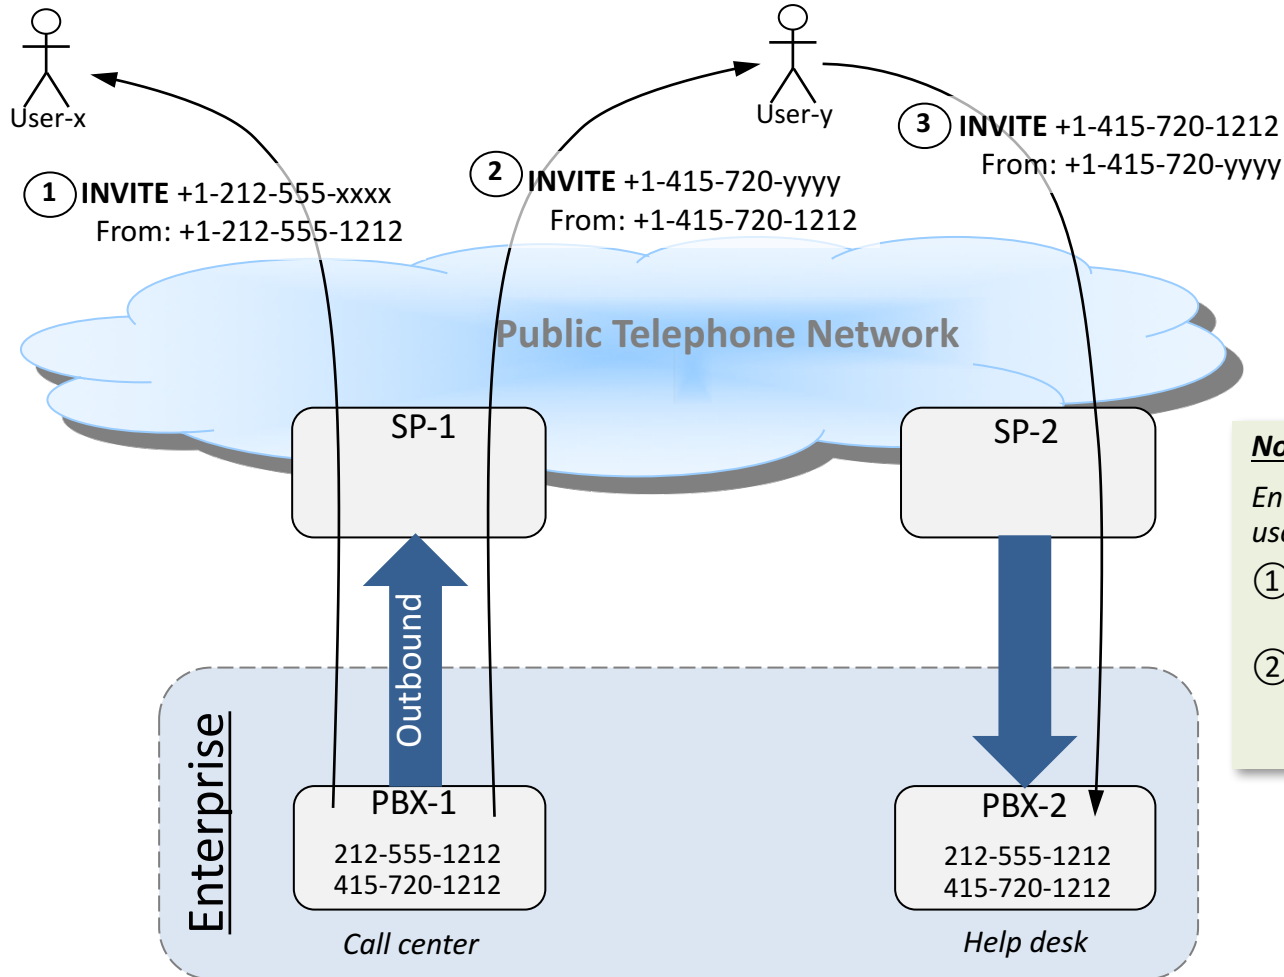 User-x
User-y
3 INVITE +1-415-720-1212
From: +1-415-720-yyyy
1 INVITE +1-212-555-xxxx
From: +1-212-555-1212
2 INVITE +1-415-720-yyyy
From: +1-415-720-1212
Public Telephone Network
SP-1
SP-2
Outbound
Enterprise
PBX-1
212-555-1212
415-720-1212
Call center
PBX-2
212-555-1212
415-720-1212
Help desk
1
2